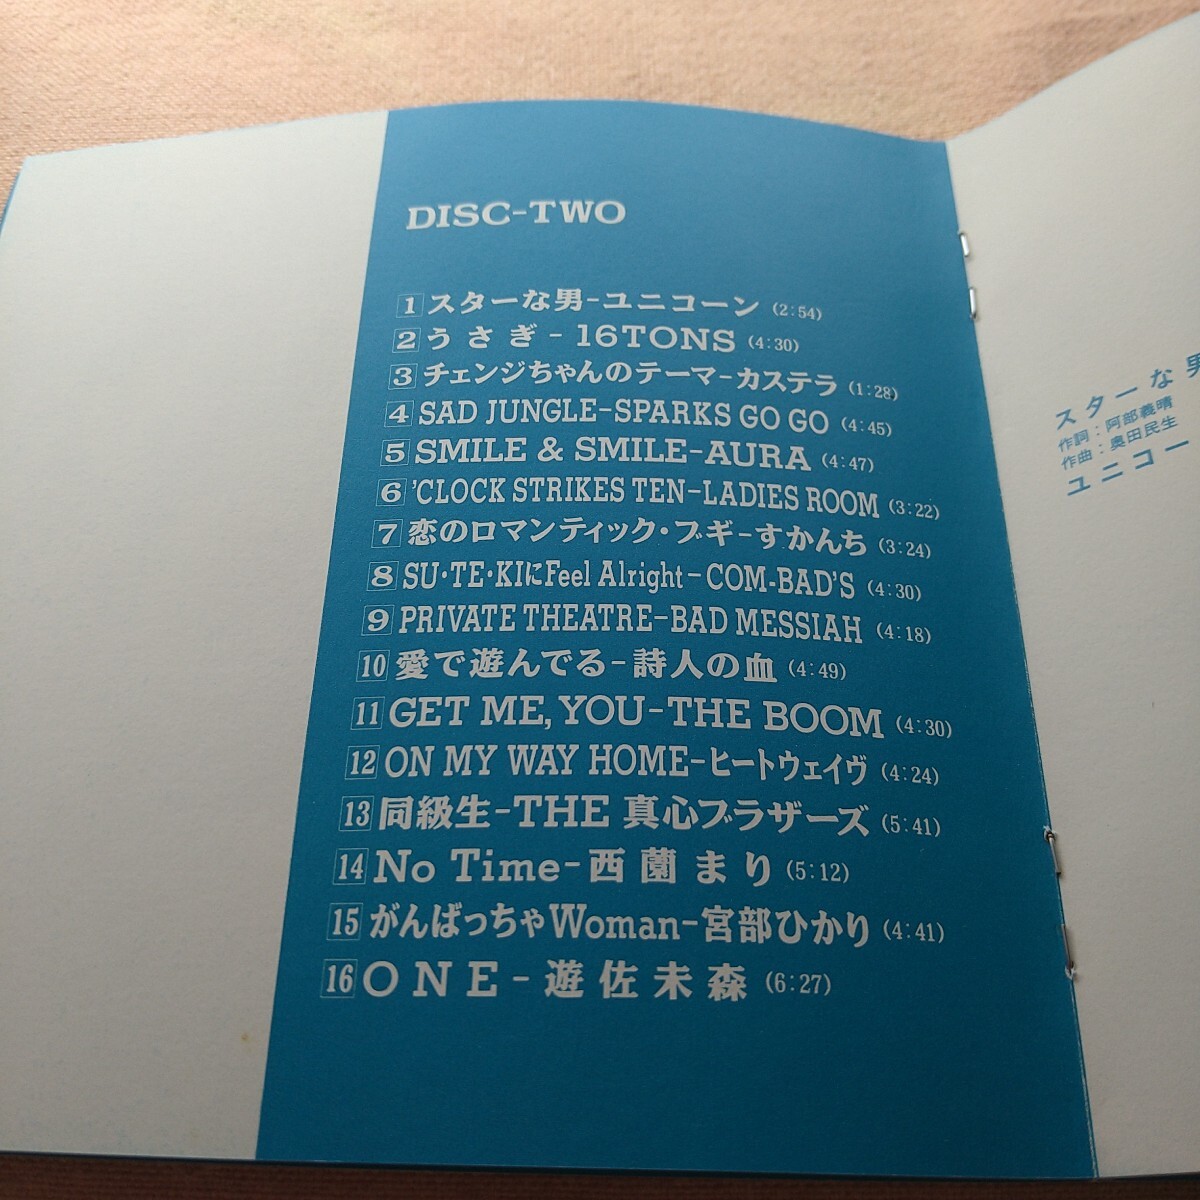 DISC-TWO
1 スターな男-ユニコーン (2:54)
2 うさぎ-16TONS (4:30)
3 チェンジちゃんのテーマ-カステラ (1:28)
4 SAD JUNGLE-SPARKS GO GO (4:45)
5 SMILE & SMILE-AURA (4:47)
6 'CLOCK STRIKES TEN-LADIES ROOM (3:22)
7 恋のロマンティック・ブギ-すかんち (3:24)
8 SU・TE・KIにFeel Alright-COM-BAD'S (4:30)
9 PRIVATE THEATRE-BAD MESSIAH (4:18)
10 愛で遊んでる-詩人の血 (4:49)
11 GET ME, YOU-THE BOOM (4:30)
12 ON MY WAY HOME-ヒートウェイヴ (4:24)
13 同級生-THE 真心ブラザーズ (5:41)
14 No Time-西薗まり (5:12)
15 がんばっちゃWoman-宮部ひかり (4:41)
16 ONE-遊佐未森 (6:27)
スターな男
作詞：阿部義晴
作曲：奥田民生
ユニコー